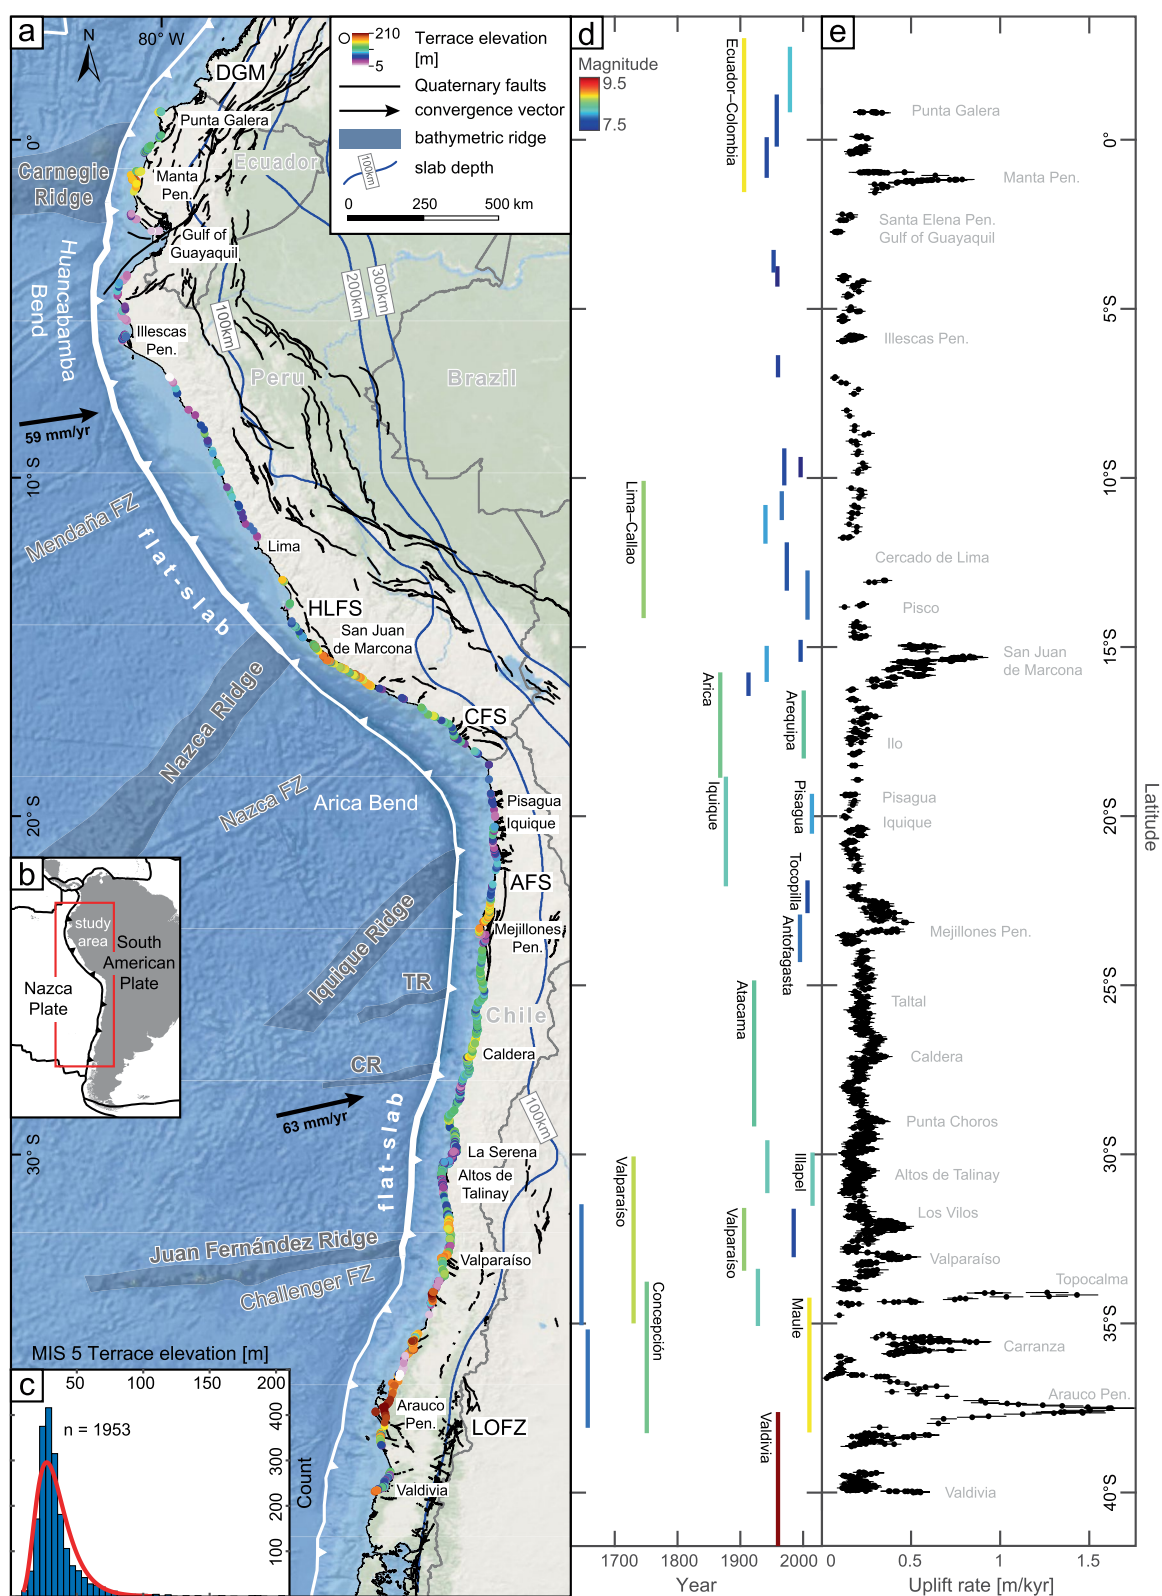 a
N
80° W
210
5
Terrace elevation
[m]
Quaternary faults
convergence vector
bathymetric ridge
100km
slab depth
0
250
500 km
DGM
Punta Galera
Ecuador
0°
Carnegie
Ridge
Manta
Pen.
Gulf of
Guayaquil
Huancabamba
Bend
200km
300km
100km
Illescas
Pen.
Peru
Brazil
59 mm/yr
10°S
Mendaña FZ
flat-slab
Lima
HLFS
San Juan
de Marcona
Nazca Ridge
CFS
Nazca FZ
Arica Bend
20°S
Pisagua
Iquique
AFS
Mejillones
Pen.
Iquique Ridge
TR
Chile
CR
Caldera
63 mm/yr
flat-slab
100km
30°S
La Serena
Altos de
Talinay
Juan Fernández Ridge
Challenger FZ
Valparaíso
Arauco
Pen.
LOFZ
Valdivia
b
study
area
South
American
Plate
Nazca
Plate
MIS 5 Terrace elevation [m]
c
50
100
150
200
n = 1953
400
300
200
100
Count
d
Magnitude
9.5
7.5
Ecuador–Colombia
Lima–Callao
Arica
Arequipa
Iquique
Pisagua
Tocopilla
Antofagasta
Atacama
Valparaíso
Illapel
Valparaíso
Concepción
Maule
Valdivia
1700
1800
1900
2000
Year
e
Punta Galera
Manta Pen.
Santa Elena Pen.
Gulf of Guayaquil
Illescas Pen.
Cercado de Lima
Pisco
San Juan
de Marcona
Ilo
Pisagua
Iquique
Mejillones Pen.
Taltal
Caldera
Punta Choros
Altos de Talinay
Los Vilos
Valparaíso
Topocalma
Carranza
Arauco Pen.
Valdivia
0°
5°S
10°S
15°S
20°S
25°S
30°S
35°S
40°S
Latitude
0
0.5
1
1.5
Uplift rate [m/kyr]